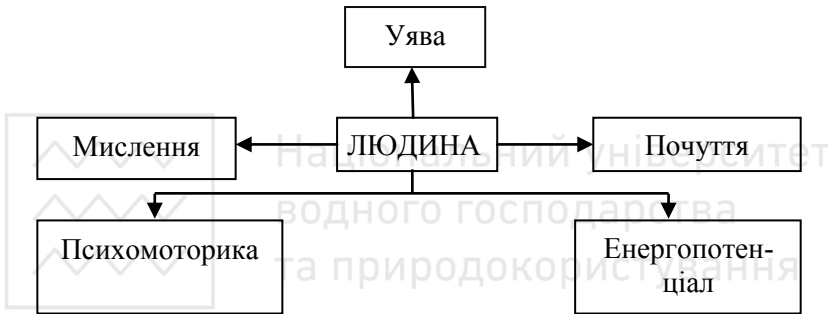 Уява
Мислення
ЛЮДИНА
Почуття
Національний університет
водного господарства
та природокористування
Психомоторика
Енергопотен-
ціал